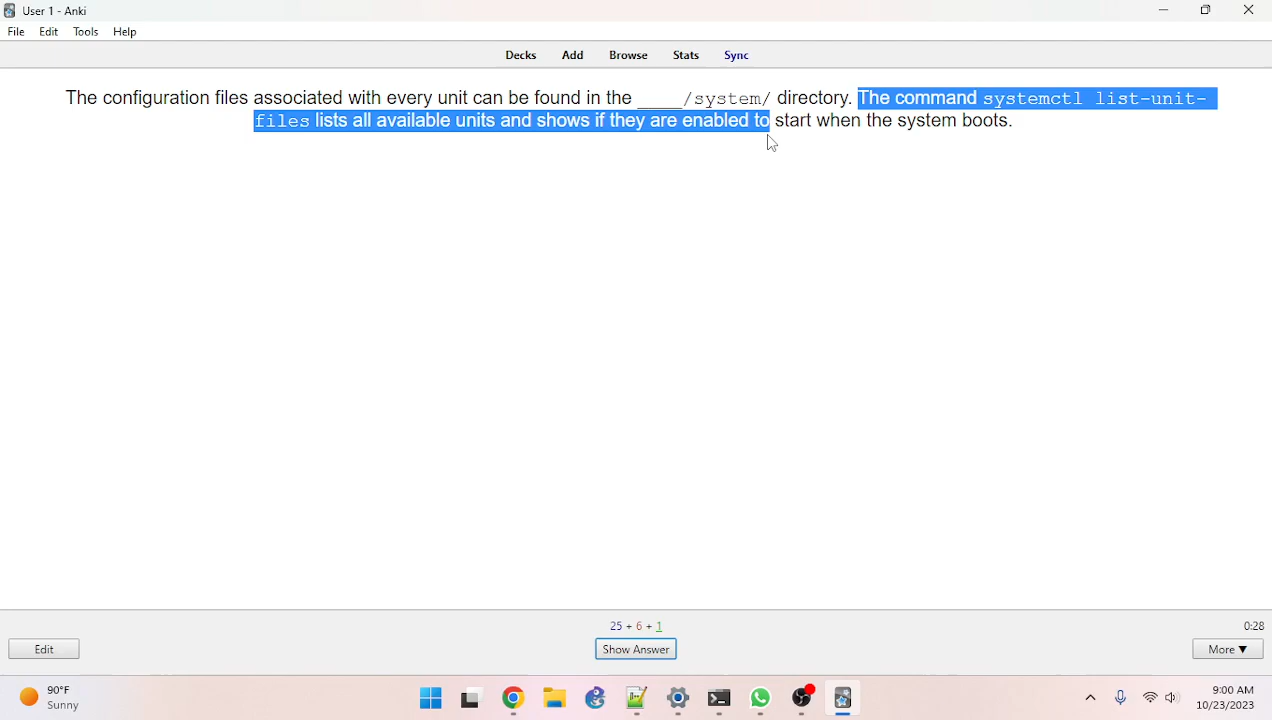 User 1 - Anki
File Edit Tools Help
Decks Add Browse Stats Sync
The configuration files associated with every unit can be found in the ____/system/ directory. The command systemctl list-unit-
files lists all available units and shows if they are enabled to start when the system boots.
25 + 6 + 1
0:28
Edit Show Answer More ▼
90°F
Sunny
9:00 AM
10/23/2023